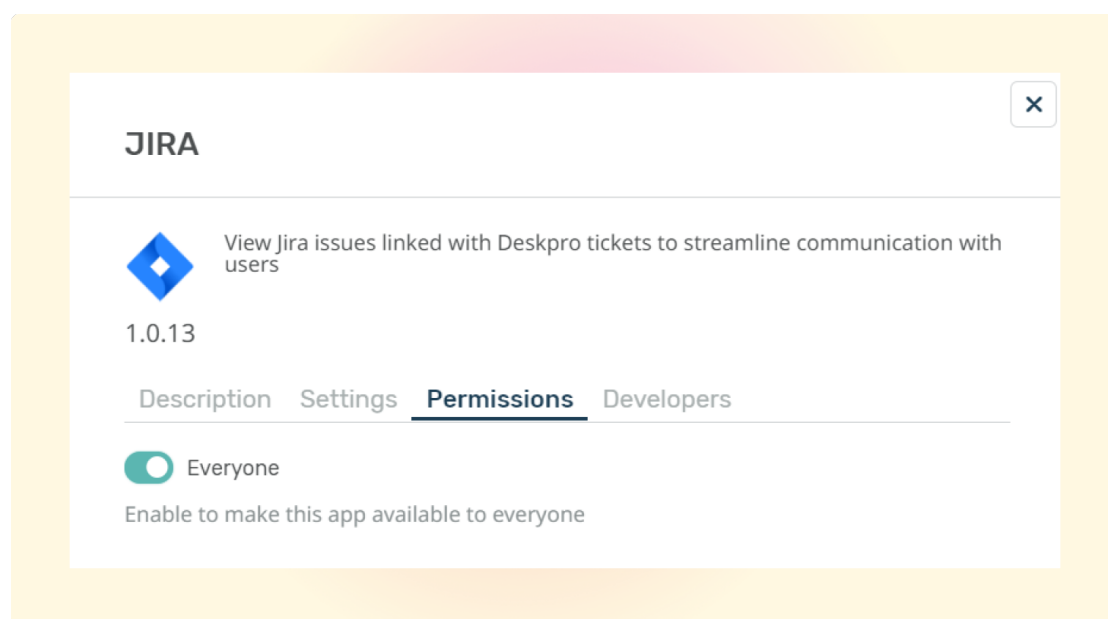 JIRA
View Jira issues linked with Deskpro tickets to streamline communication with
users
1.0.13
Description Settings Permissions Developers
Everyone
Enable to make this app available to everyone